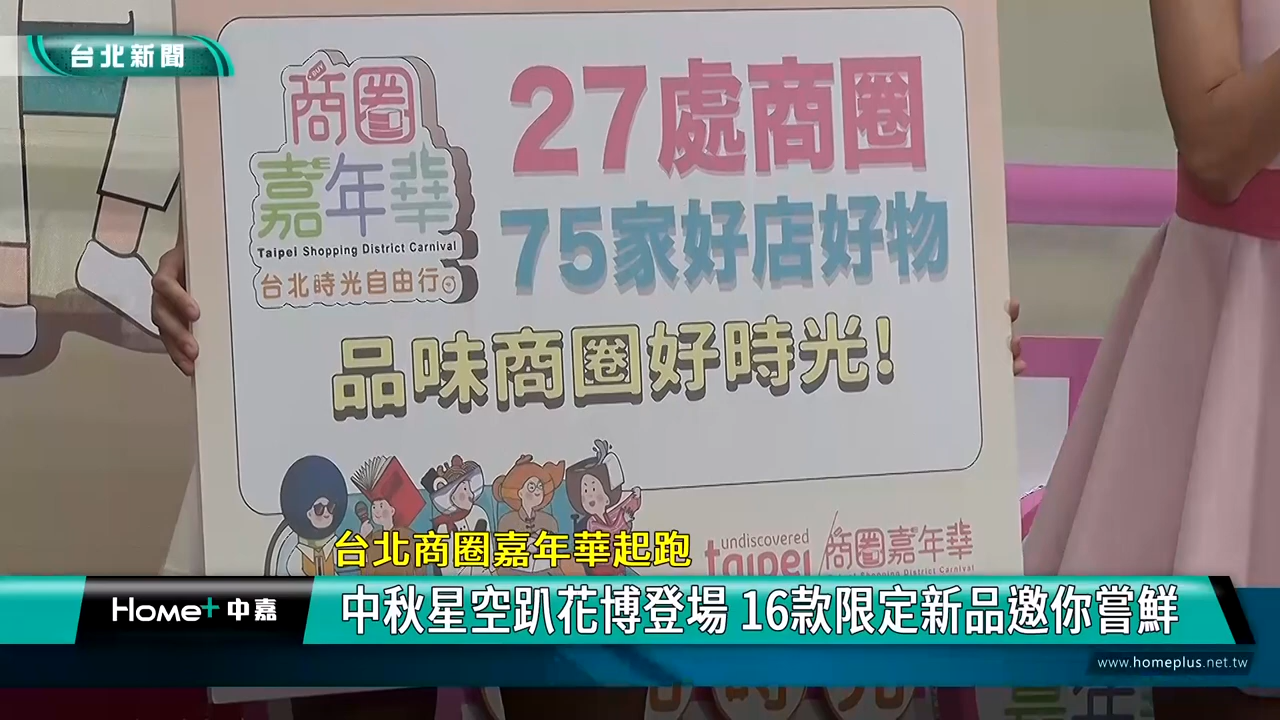 台北新聞
BUY
商圈
嘉年華
Taipei Shopping District Carnival
台北時光自由行
27處商圈
75家好店好物
品味商圈好時光!
undiscovered
taipei
商圈嘉年華
Shopping District Carnival
台北商圈嘉年華起跑
Home+中嘉
中秋星空趴花博登場 16款限定新品邀你嘗鮮
www.homeplus.net.tw